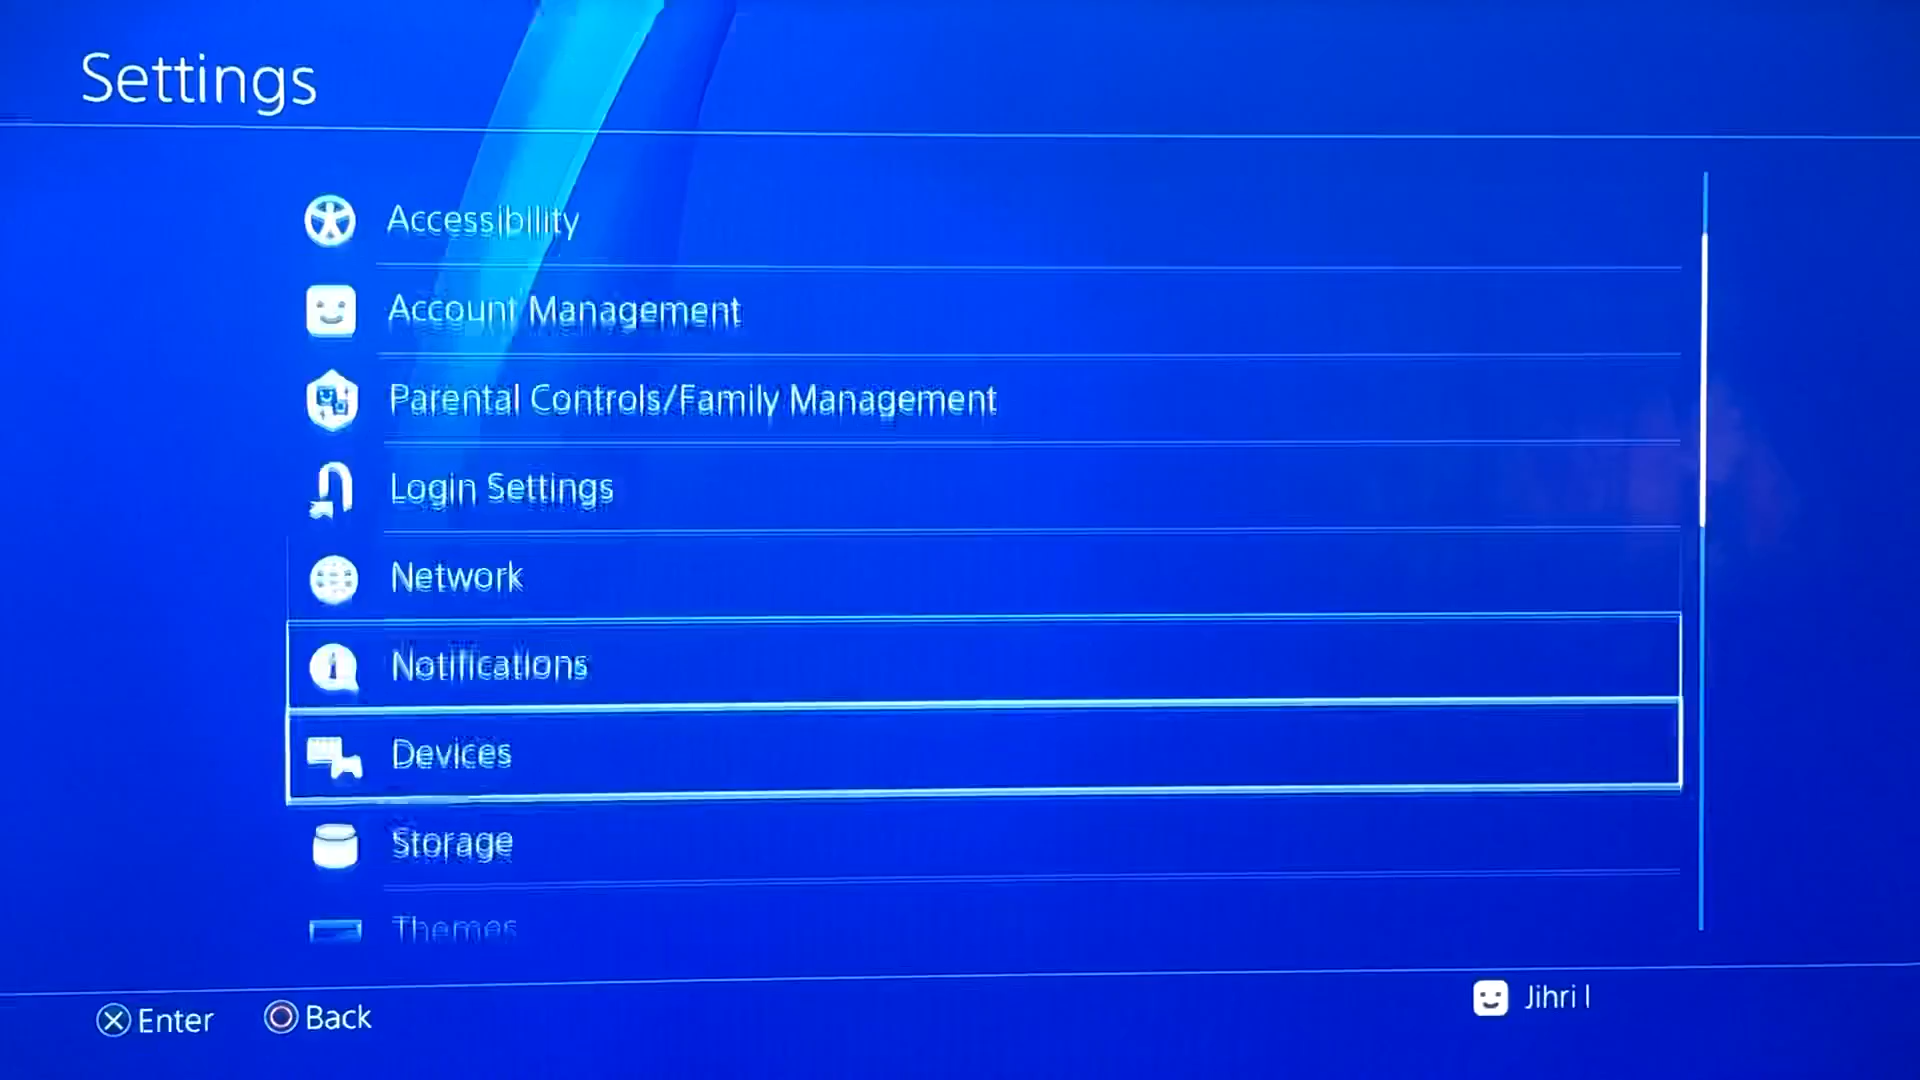 Settings
Accessibility
Account Management
Parental Controls/Family Management
Login Settings
Network
Notifications
Devices
Storage
Themes
Enter
Back
Jihri l